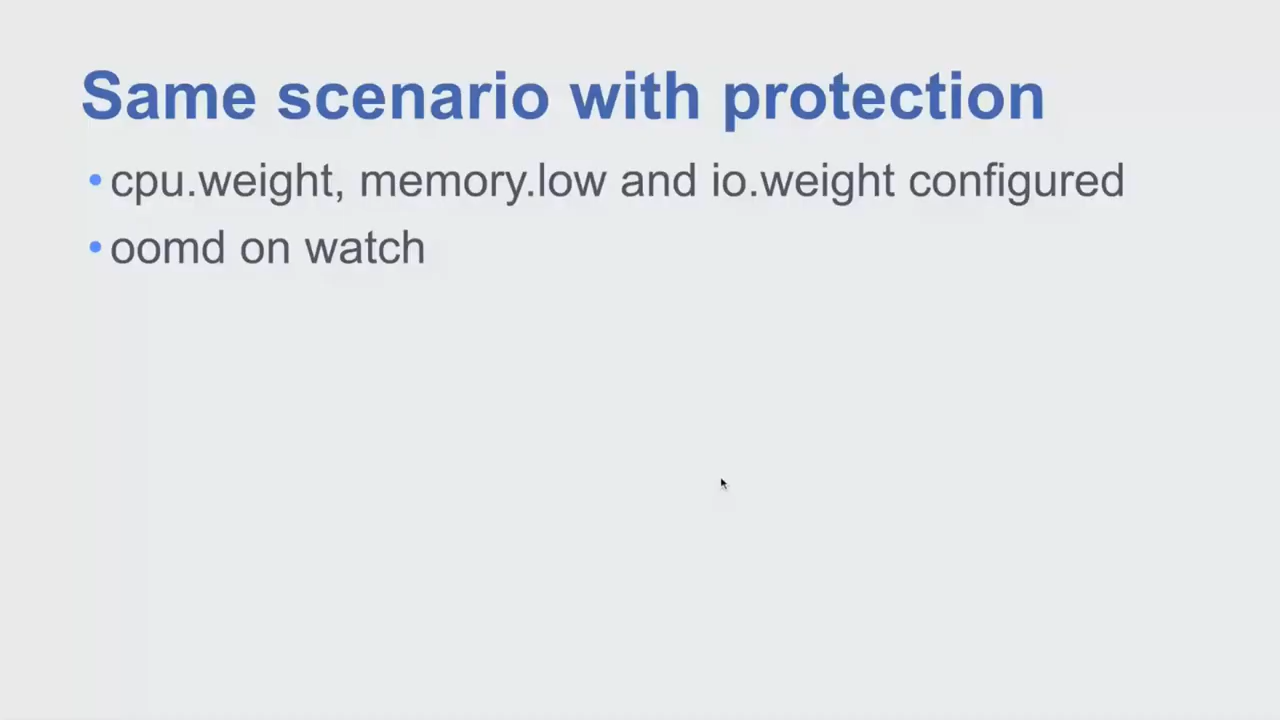 Same scenario with protection
• cpu.weight, memory.low and io.weight configured
• oomd on watch